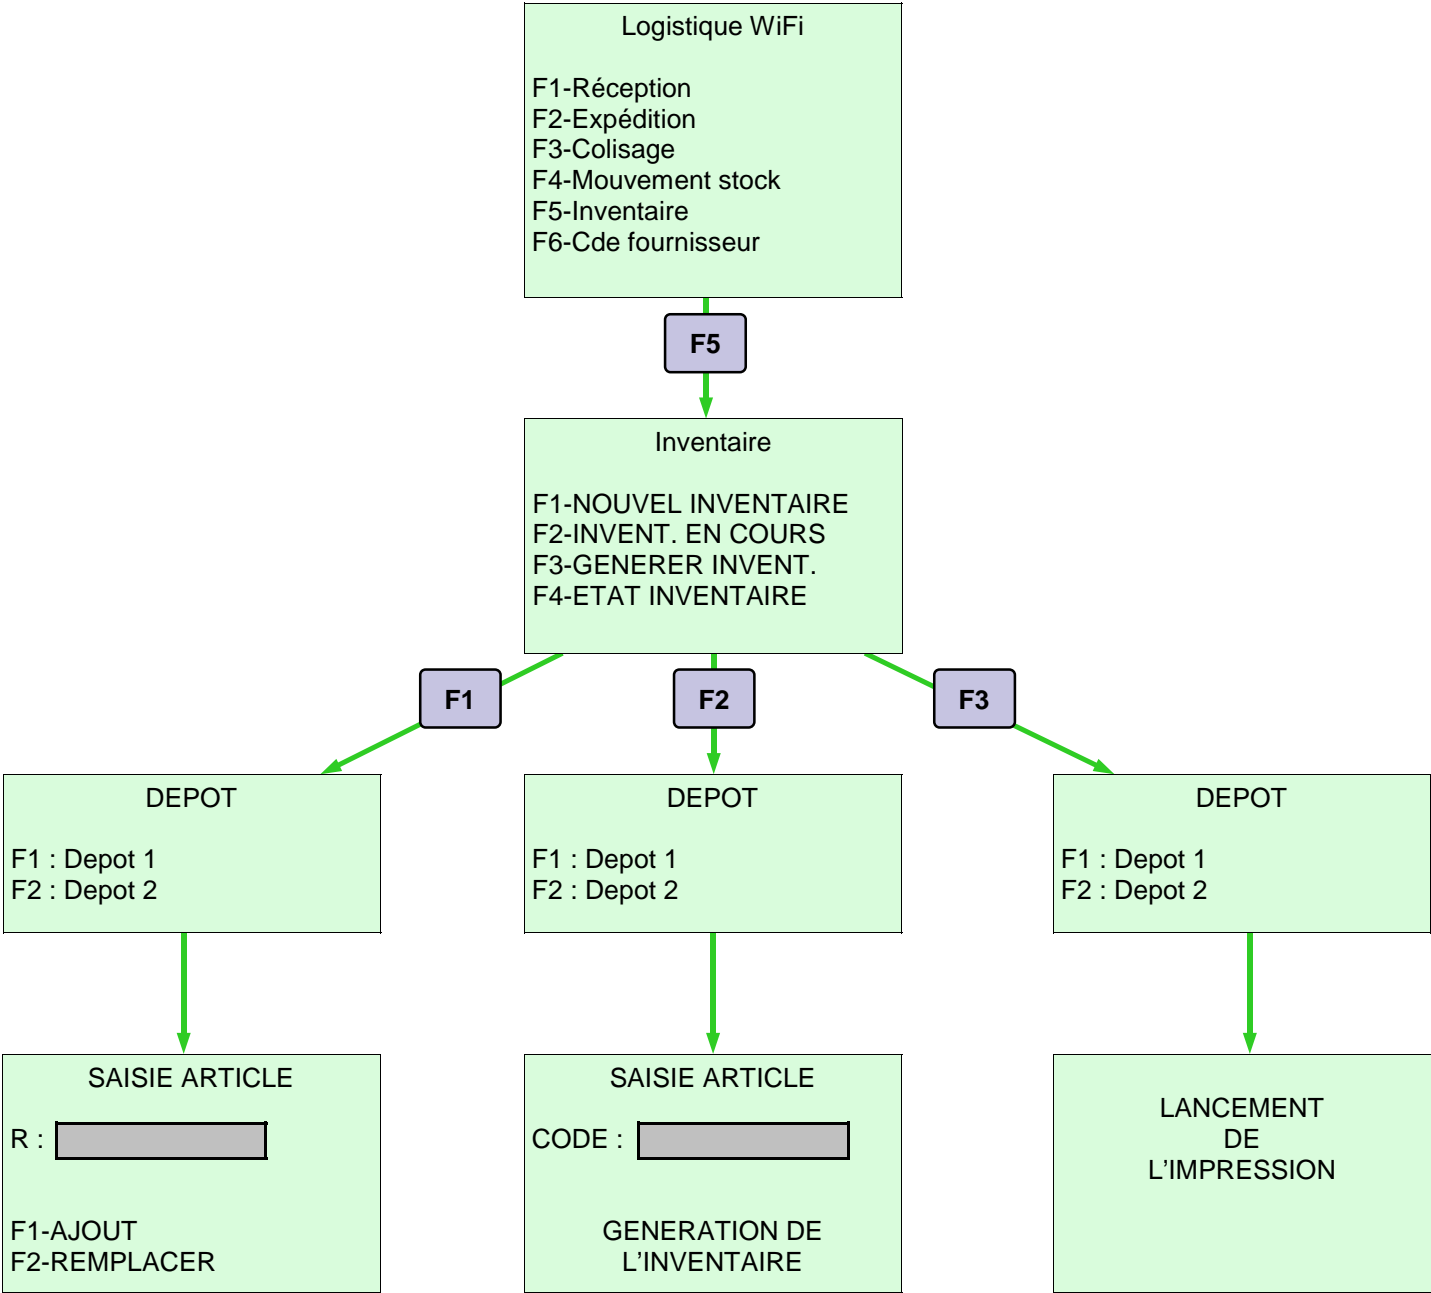 Logistique WiFi
F1-Réception
F2-Expédition
F3-Colisage
F4-Mouvement stock
F5-Inventaire
F6-Cde fournisseur
F5
Inventaire
F1-NOUVEL INVENTAIRE
F2-INVENT. EN COURS
F3-GENERER INVENT.
F4-ETAT INVENTAIRE
F1
F2
F3
DEPOT
F1 : Depot 1
F2 : Depot 2
DEPOT
F1 : Depot 1
F2 : Depot 2
DEPOT
F1 : Depot 1
F2 : Depot 2
SAISIE ARTICLE
R :
F1-AJOUT
F2-REMPLACER
SAISIE ARTICLE
CODE :
GENERATION DE
L'INVENTAIRE
LANCEMENT
DE
L'IMPRESSION